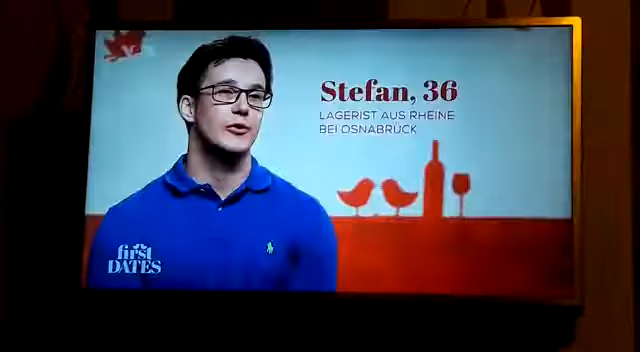 Stefan, 36
LAGERIST AUS RHEINE
BEI OSNABRÜCK
first
DATES